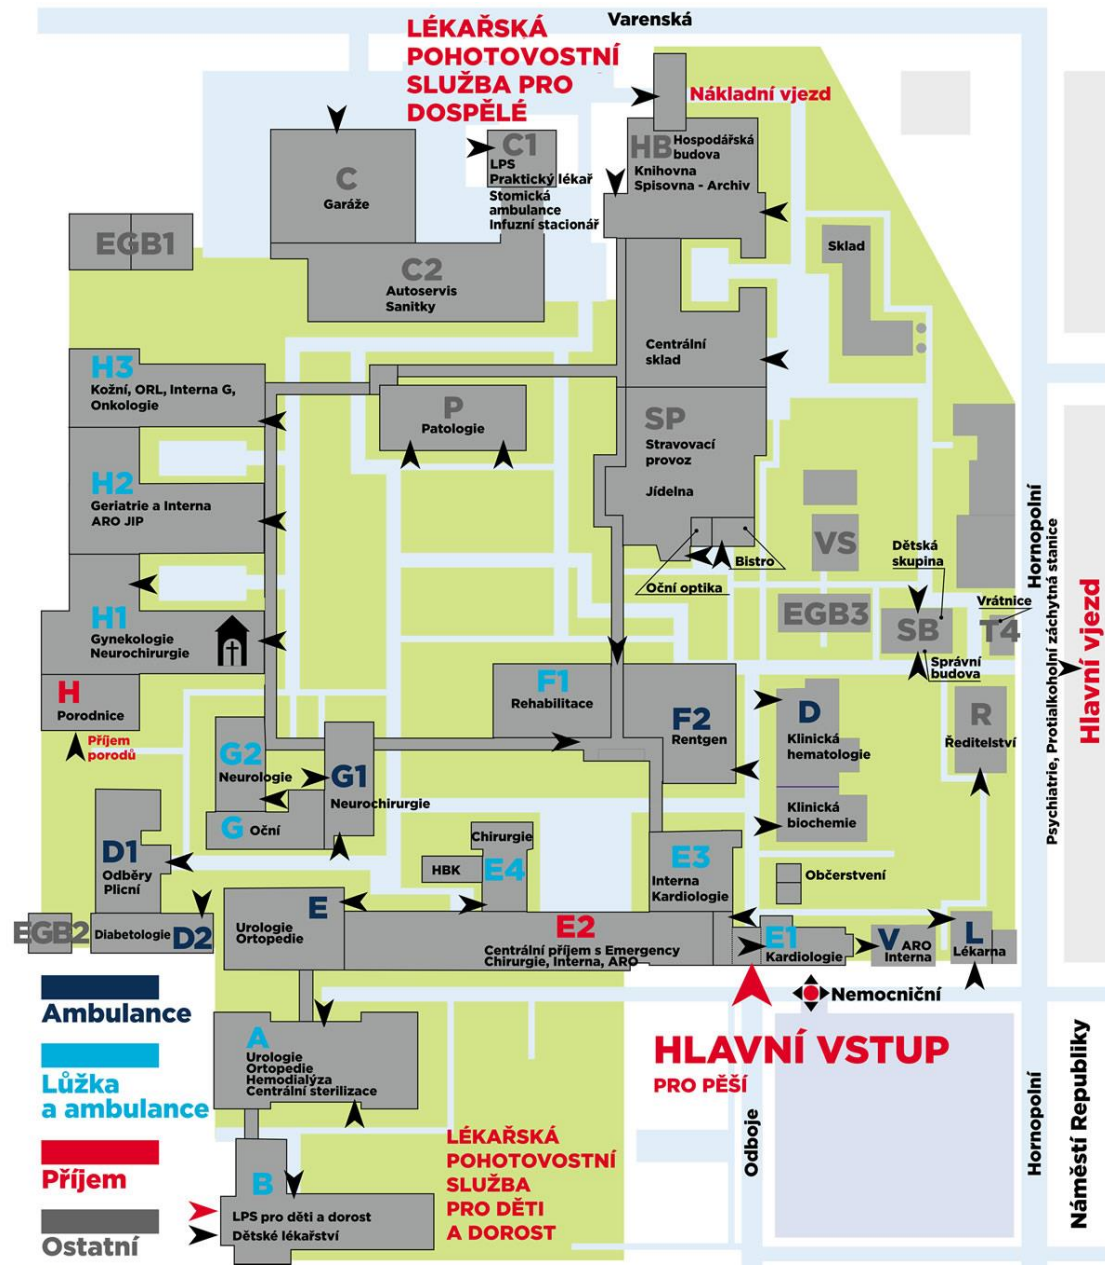 Varenská
LÉKAŘSKÁ
POHOTOVOSTNÍ
SLUŽBA PRO
DOSPĚLÉ
Nákladní vjezd
C
Garáže
C1
LPS
Praktický lékař
Stomická
ambulance
Infuzní stacionář
HB
Hospodářská
budova
Knihovna
Spisovna - Archiv
EGB1
C2
Autoservis
Sanitky
Sklad
Centrální
sklad
H3
Kožní, ORL, Interna G,
Onkologie
P
Patologie
SP
Stravovací
provoz
Jídelna
H2
Geriatrie a Interna
ARO JIP
VS
Bistro
Oční optika
Dětská
skupina
Vrátnice
EGB3
SB
T4
Správní
budova
Hornopolní
Psychiatrie, Protialkoholní záchytná stanice
Hlavní vjezd
H1
Gynekologie
Neurochirurgie
H
Porodnice
Příjem
porodů
F1
Rehabilitace
F2
Rentgen
D
Klinická
hematologie
Klinická
biochemie
R
Ředitelství
G2
Neurologie
G1
Neurochirurgie
G Oční
D1
Odběry
Plicní
Chirurgie
E4
HBK
E3
Interna
Kardiologie
Občerstvení
EGB2
Diabetologie
D2
E
Urologie
Ortopedie
E2
Centrální příjem s Emergency
Chirurgie, Interna, ARO
E1
Kardiologie
V ARO
Interna
L
Lékárna
Nemocniční
HLAVNÍ VSTUP
PRO PĚŠÍ
Ambulance
Lůžka
a ambulance
Příjem
Ostatní
A
Urologie
Ortopedie
Hemodialýza
Centrální sterilizace
B
LPS pro děti a dorost
Dětské lékařství
LÉKAŘSKÁ
POHOTOVOSTNÍ
SLUŽBA
PRO DĚTI
A DOROST
Odboje
Hornopolní
Náměstí Republiky